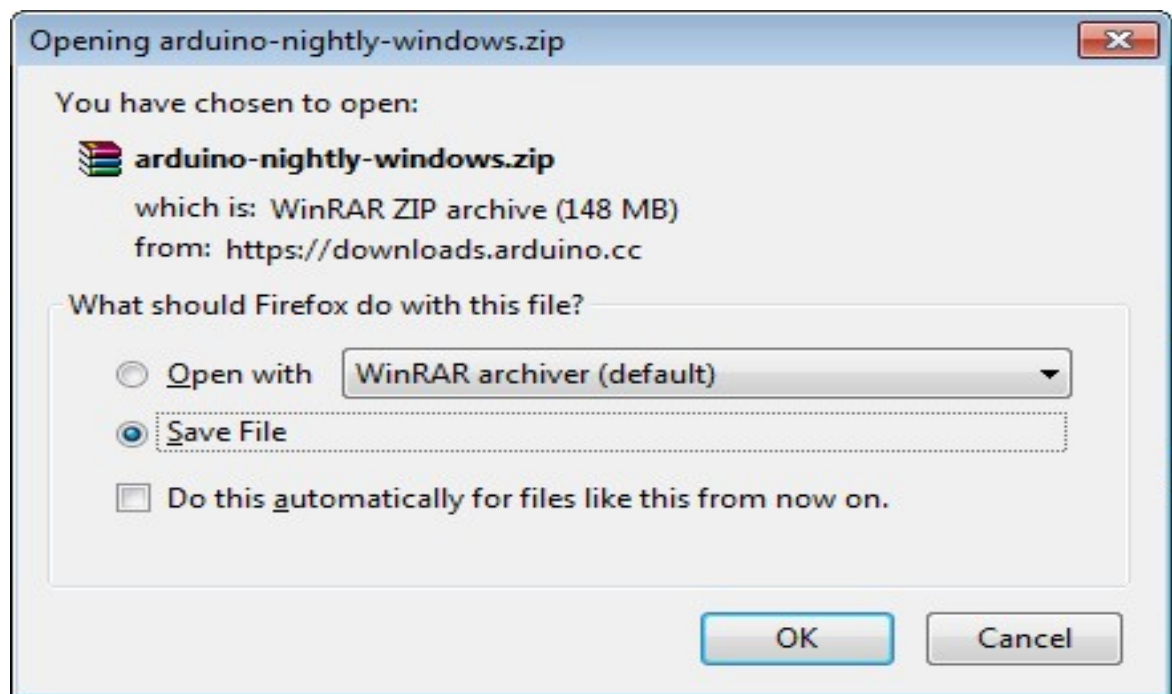 Opening arduino-nightly-windows.zip
You have chosen to open:
arduino-nightly-windows.zip
which is: WinRAR ZIP archive (148 MB)
from: https://downloads.arduino.cc
What should Firefox do with this file?
Open with WinRAR archiver (default)
Save File
Do this automatically for files like this from now on.
OK Cancel